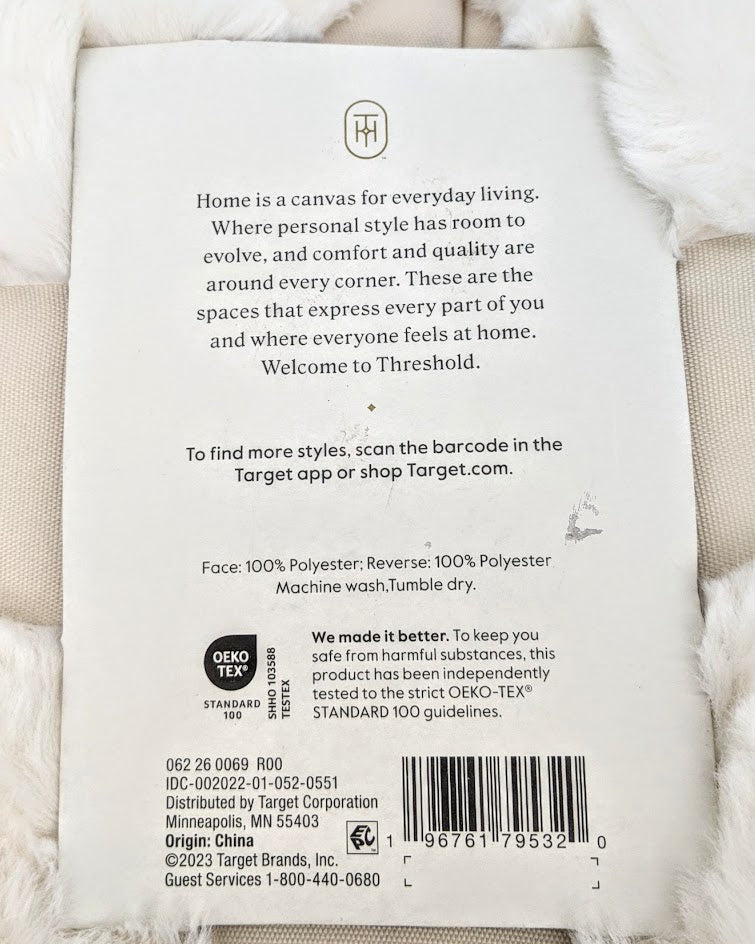 TH
™
Home is a canvas for everyday living.
Where personal style has room to
evolve, and comfort and quality are
around every corner. These are the
spaces that express every part of you
and where everyone feels at home.
Welcome to Threshold.
To find more styles, scan the barcode in the
Target app or shop Target.com.
Face: 100% Polyester; Reverse: 100% Polyester
Machine wash,Tumble dry.
OEKO
TEX®
STANDARD
100
SHHO 103588
TESTEX
We made it better. To keep you
safe from harmful substances, this
product has been independently
tested to the strict OEKO-TEX®
STANDARD 100 guidelines.
062 26 0069 R00
IDC-002022-01-052-0551
Distributed by Target Corporation
Minneapolis, MN 55403
Origin: China
©2023 Target Brands, Inc.
Guest Services 1-800-440-0680
EPC
1 96761 79532 0